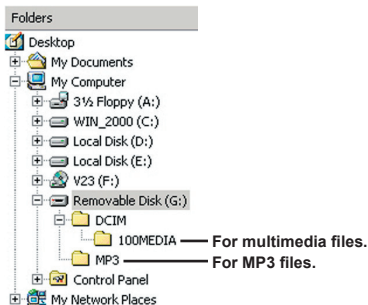 Folders
Desktop
My Documents
My Computer
3½ Floppy (A:)
WIN_2000 (C:)
Local Disk (D:)
Local Disk (E:)
V23 (F:)
Removable Disk (G:)
DCIM
100MEDIA For multimedia files.
MP3 For MP3 files.
Control Panel
My Network Places